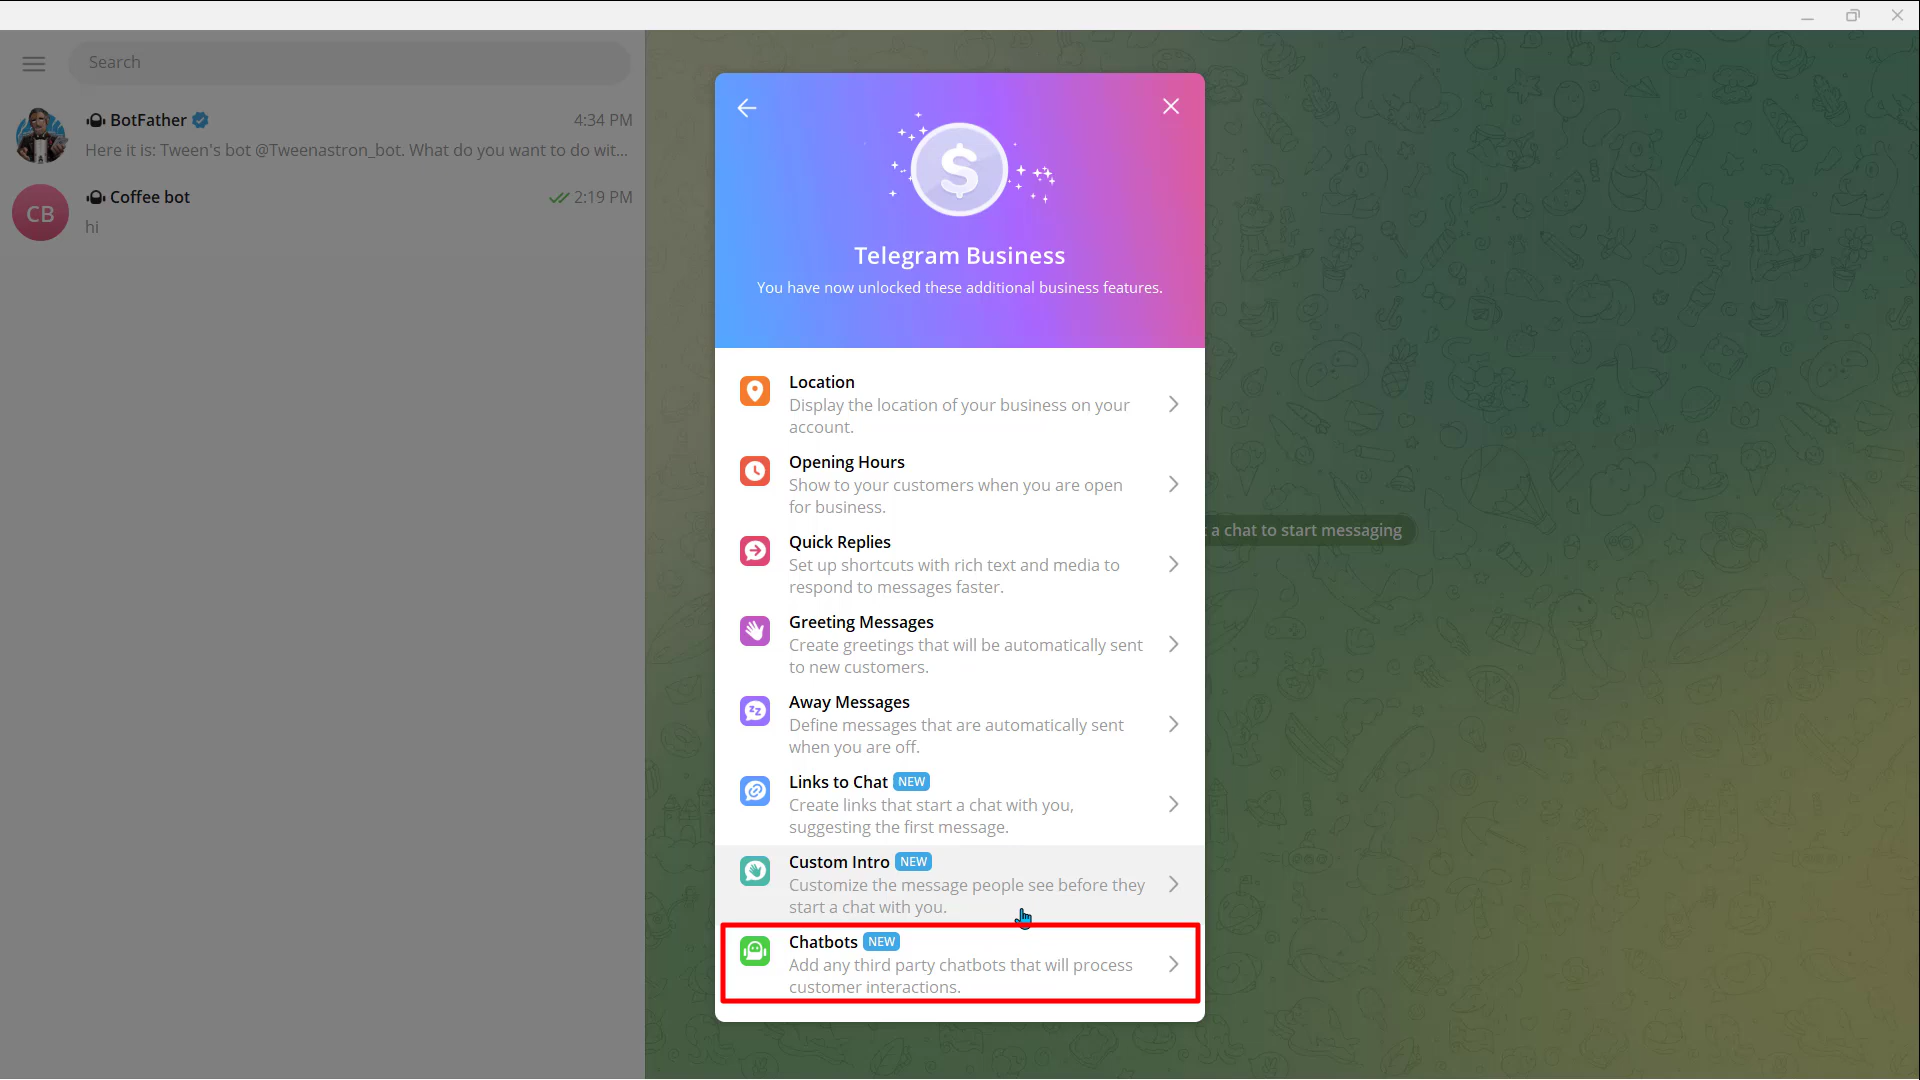 Search
BotFather
4:34 PM
Here it is: Tween's bot @Tweenastron_bot. What do you want to do wit...
CB
Coffee bot
2:19 PM
hi
$
Telegram Business
You have now unlocked these additional business features.
Location
Display the location of your business on your
account.
Opening Hours
Show to your customers when you are open
for business.
Quick Replies
Set up shortcuts with rich text and media to
respond to messages faster.
Greeting Messages
Create greetings that will be automatically sent
to new customers.
Away Messages
Define messages that are automatically sent
when you are off.
Links to Chat NEW
Create links that start a chat with you,
suggesting the first message.
Custom Intro NEW
Customize the message people see before they
start a chat with you.
Chatbots NEW
Add any third party chatbots that will process
customer interactions.
a chat to start messaging